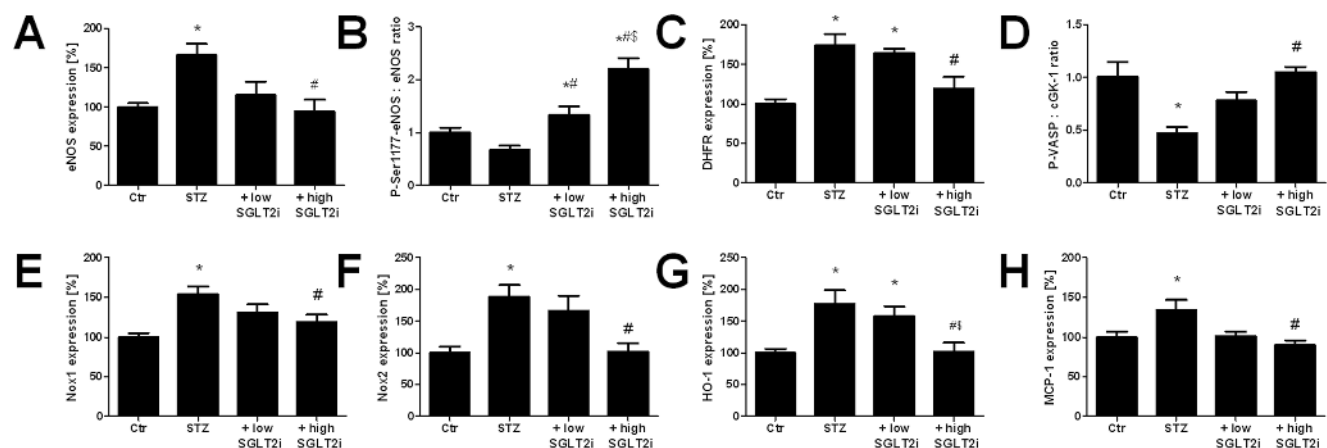 A
eNOS expression [%]
200
150
100
50
0
*
#
Ctr
STZ
+ low
SGLT2i
+ high
SGLT2i
B
P-Ser1177-eNOS : eNOS ratio
3
2
1
0
*#
*#$
Ctr
STZ
+ low
SGLT2i
+ high
SGLT2i
C
DHFR expression [%]
200
150
100
50
0
*
*
#
Ctr
STZ
+ low
SGLT2i
+ high
SGLT2i
D
P-VASP : cGK-1 ratio
1.5
1.0
0.5
0.0
*
#
Ctr
STZ
+ low
SGLT2i
+ high
SGLT2i
E
Nox1 expression [%]
200
150
100
50
0
*
#
Ctr
STZ
+ low
SGLT2i
+ high
SGLT2i
F
Nox2 expression [%]
250
200
150
100
50
0
*
#
Ctr
STZ
+ low
SGLT2i
+ high
SGLT2i
G
HO-1 expression [%]
250
200
150
100
50
0
*
*
#$
Ctr
STZ
+ low
SGLT2i
+ high
SGLT2i
H
MCP-1 expression [%]
200
150
100
50
0
*
#
Ctr
STZ
+ low
SGLT2i
+ high
SGLT2i